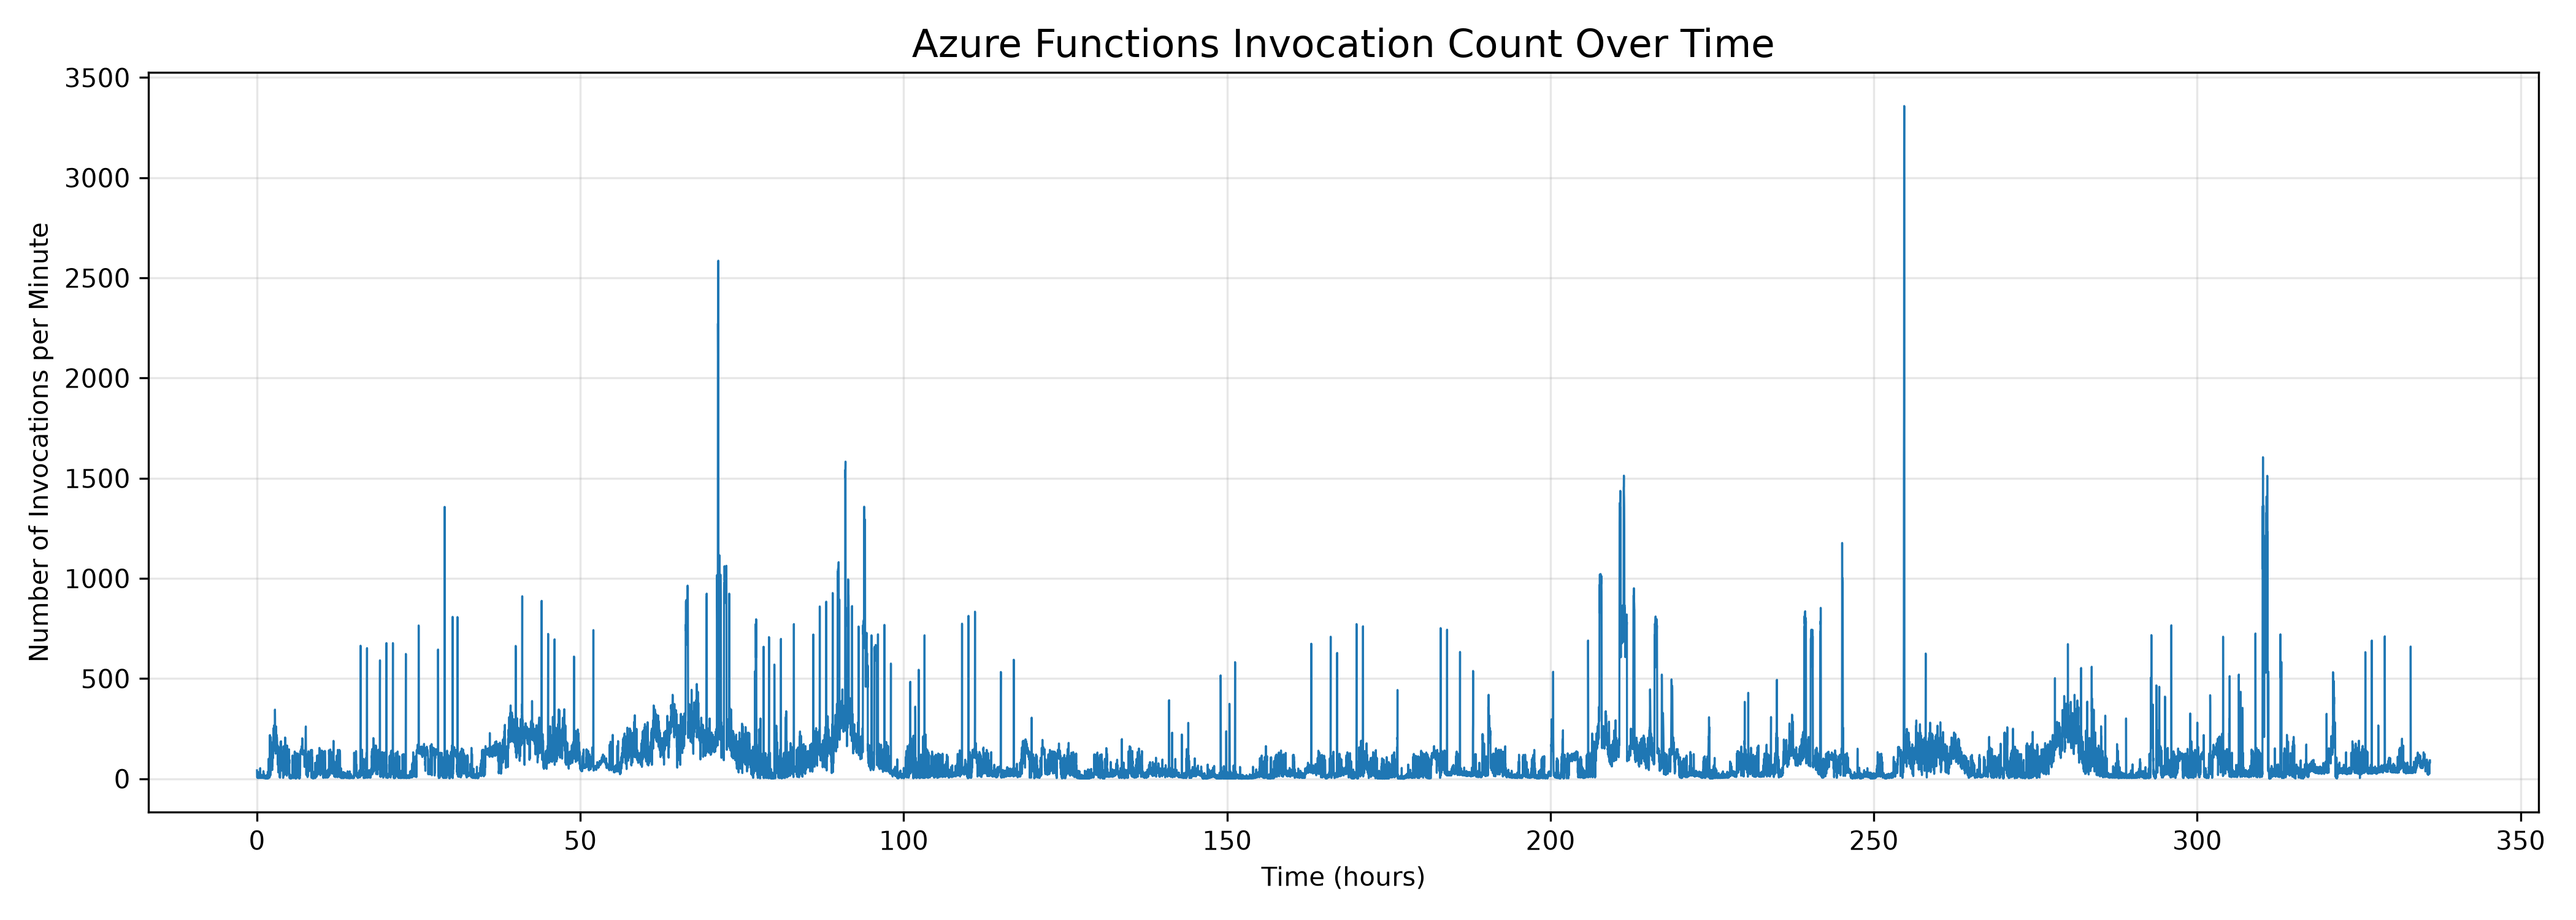 Azure Functions Invocation Count Over Time
Number of Invocations per Minute
3500
3000
2500
2000
1500
1000
500
0
0 50 100 150 200 250 300 350
Time (hours)